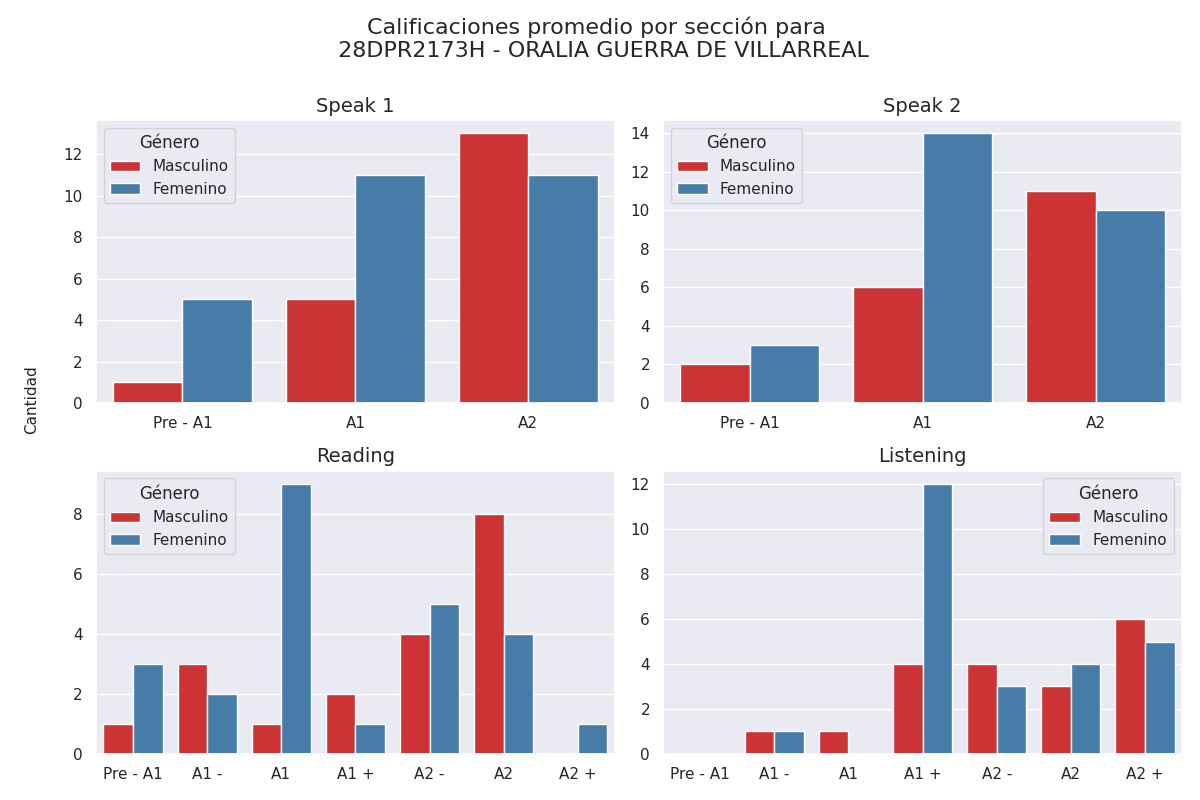 Calificaciones promedio por sección para
28DPR2173H - ORALIA GUERRA DE VILLARREAL
Cantidad
Speak 1
Género
Masculino
Femenino
12
10
8
6
4
2
0
Pre - A1 A1 A2
Speak 2
Género
Masculino
Femenino
14
12
10
8
6
4
2
0
Pre - A1 A1 A2
Reading
Género
Masculino
Femenino
8
6
4
2
0
Pre - A1 A1 - A1 A1 + A2 - A2 A2 +
Listening
Género
Masculino
Femenino
12
10
8
6
4
2
0
Pre - A1 A1 - A1 A1 + A2 - A2 A2 +